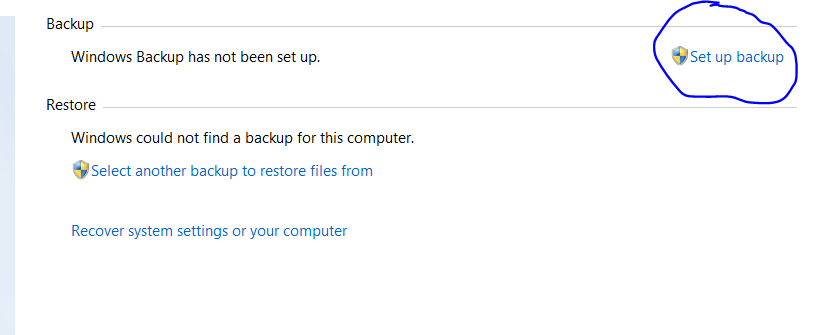 Backup
Windows Backup has not been set up.
Set up backup
Restore
Windows could not find a backup for this computer.
Select another backup to restore files from
Recover system settings or your computer